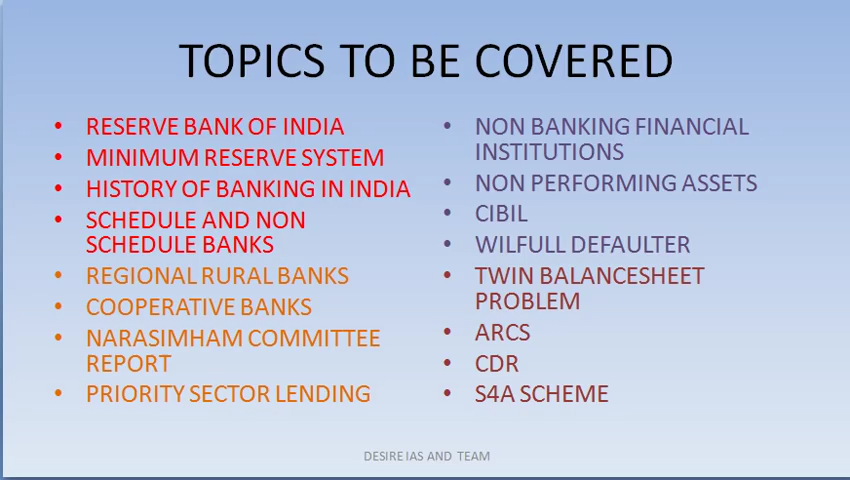 TOPICS TO BE COVERED
• RESERVE BANK OF INDIA
• MINIMUM RESERVE SYSTEM
• HISTORY OF BANKING IN INDIA
• SCHEDULE AND NON
SCHEDULE BANKS
• REGIONAL RURAL BANKS
• COOPERATIVE BANKS
• NARASIMHAM COMMITTEE
REPORT
• PRIORITY SECTOR LENDING
• NON BANKING FINANCIAL
INSTITUTIONS
• NON PERFORMING ASSETS
• CIBIL
• WILFULL DEFAULTER
• TWIN BALANCESHEET
PROBLEM
• ARCS
• CDR
• S4A SCHEME
DESIRE IAS AND TEAM